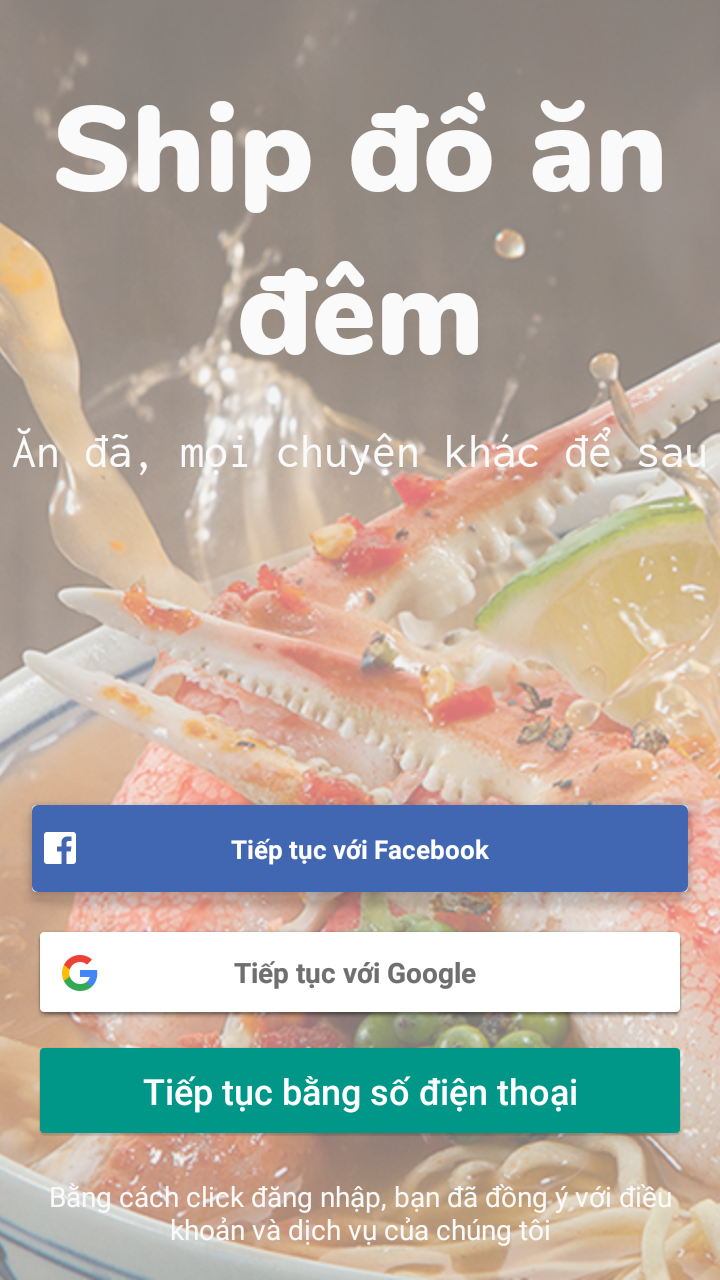 Ship đồ ăn
đêm
Ăn đã, mọi chuyện khác để sau
Tiếp tục với Facebook
Tiếp tục với Google
Tiếp tục bằng số điện thoại
Bằng cách click đăng nhập, bạn đã đồng ý với điều
khoản và dịch vụ của chúng tôi